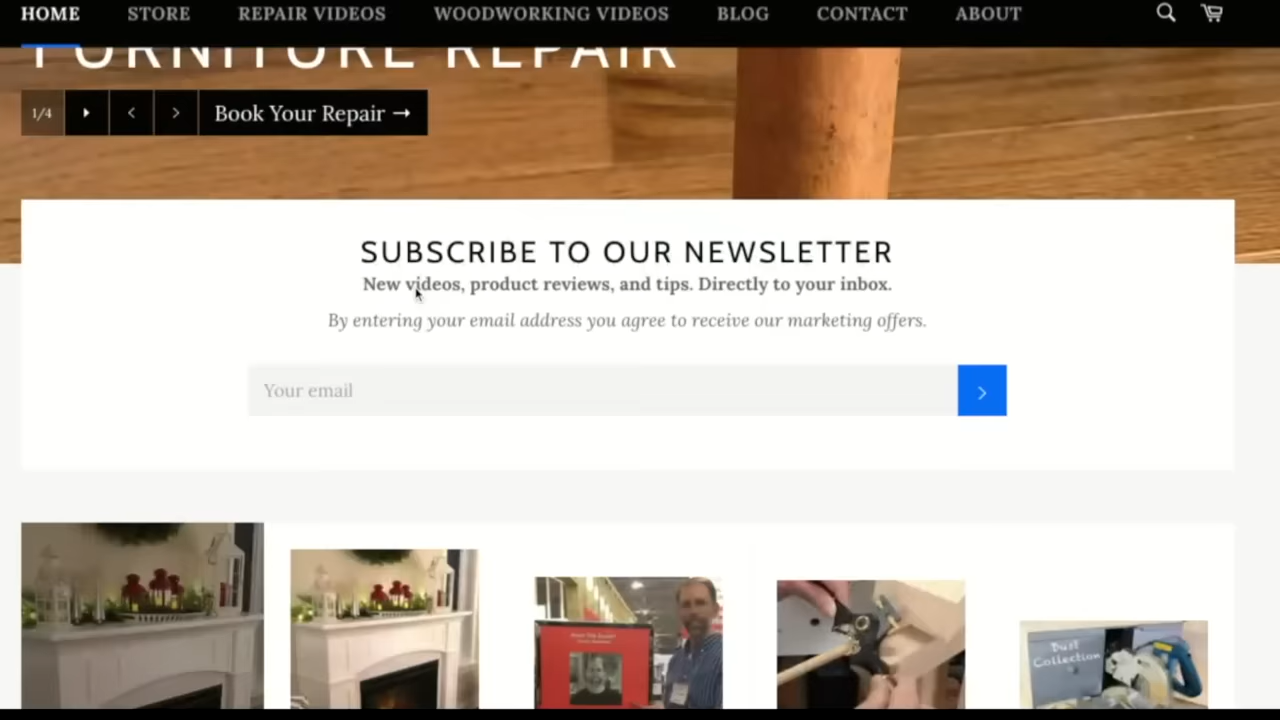 HOME STORE REPAIR VIDEOS WOODWORKING VIDEOS BLOG CONTACT ABOUT
FURNITURE REPAIR
1/4 Book Your Repair →
SUBSCRIBE TO OUR NEWSLETTER
New videos, product reviews, and tips. Directly to your inbox.
By entering your email address you agree to receive our marketing offers.
Your email
Dust
Collection